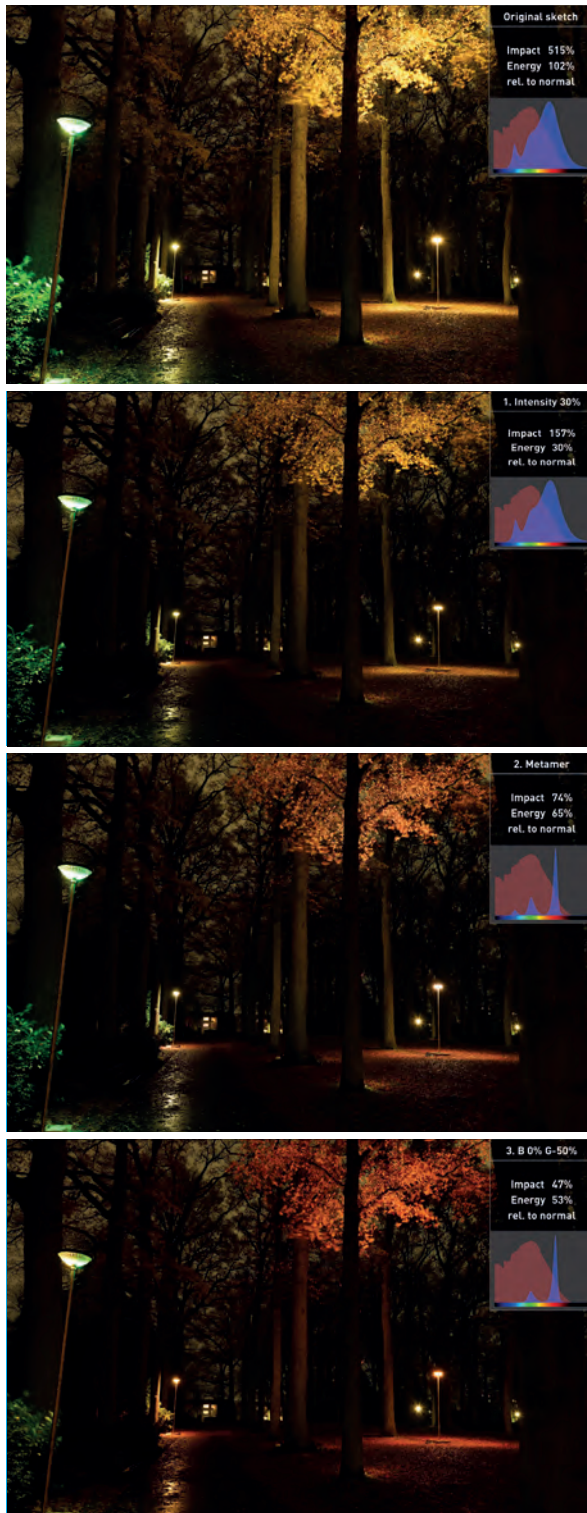 Original sketch
Impact 515%
Energy 102%
rel. to normal
1. Intensity 30%
Impact 157%
Energy 30%
rel. to normal
2. Metamer
Impact 74%
Energy 65%
rel. to normal
3. B 0% G-50%
Impact 47%
Energy 53%
rel. to normal